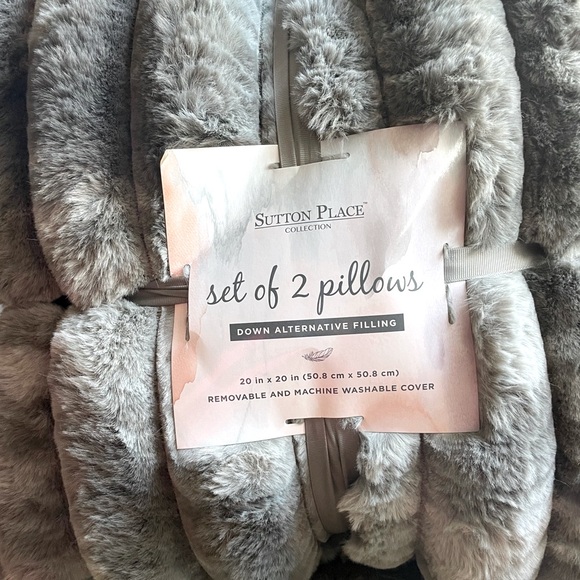 SUTTON PLACE™
COLLECTION
set of 2 pillows
DOWN ALTERNATIVE FILLING
20 in x 20 in (50.8 cm x 50.8 cm)
REMOVABLE AND MACHINE WASHABLE COVER